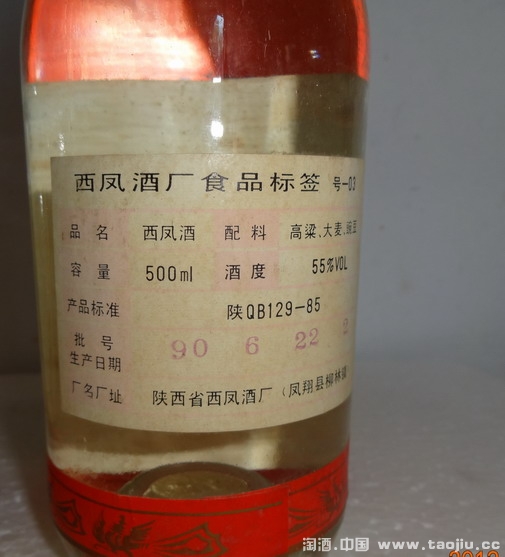 西凤酒厂食品标签 号-03
品名 西凤酒 配料 高粱、大麦、豌豆
容量 500ml 酒度 55%VOL
产品标准 陕QB129-85
批号
生产日期 90 6 22 2
厂名厂址 陕西省西凤酒厂(凤翔县柳林镇
淘酒.中国 www.taojiu.cc